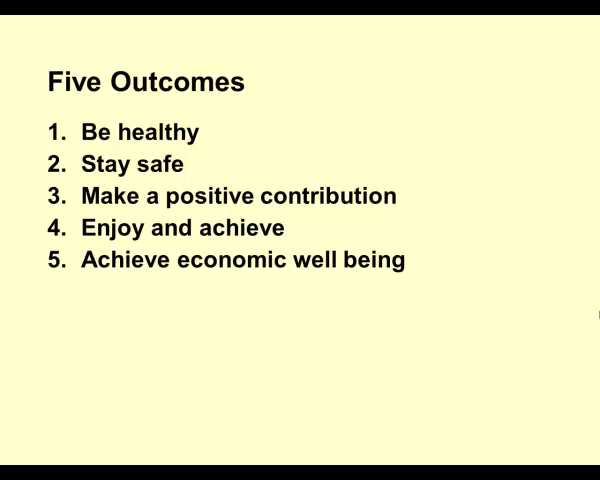 Five Outcomes
1. Be healthy
2. Stay safe
3. Make a positive contribution
4. Enjoy and achieve
5. Achieve economic well being